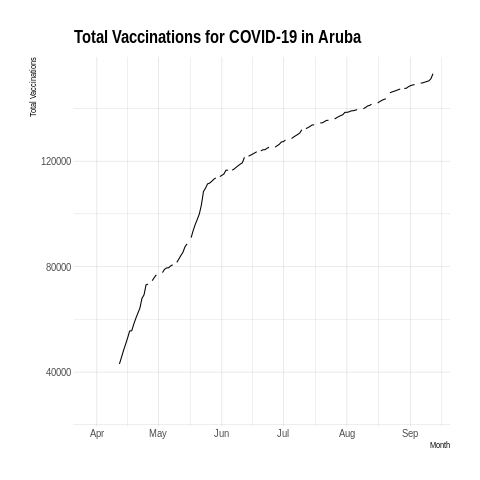 Total Vaccinations for COVID-19 in Aruba
Total Vaccinations
120000
80000
40000
Apr May Jun Jul Aug Sep
Month